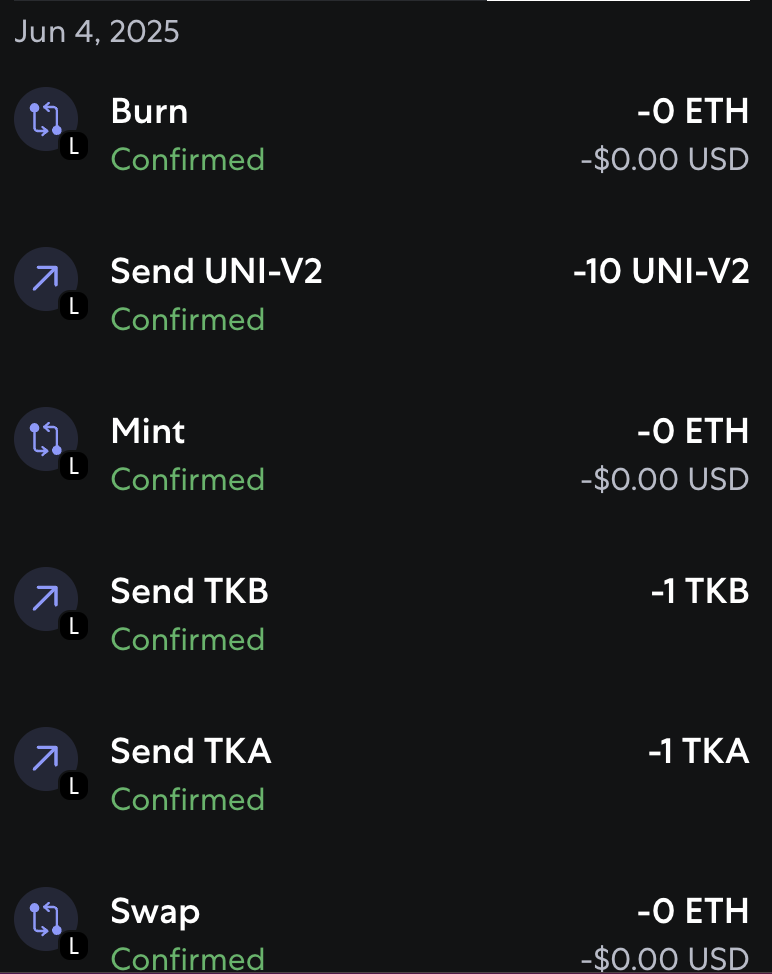 Jun 4, 2025
Burn -0 ETH
L Confirmed -$0.00 USD
Send UNI-V2 -10 UNI-V2
L Confirmed
Mint -0 ETH
L Confirmed -$0.00 USD
Send TKB -1 TKB
L Confirmed
Send TKA -1 TKA
L Confirmed
Swap -0 ETH
L Confirmed -$0.00 USD